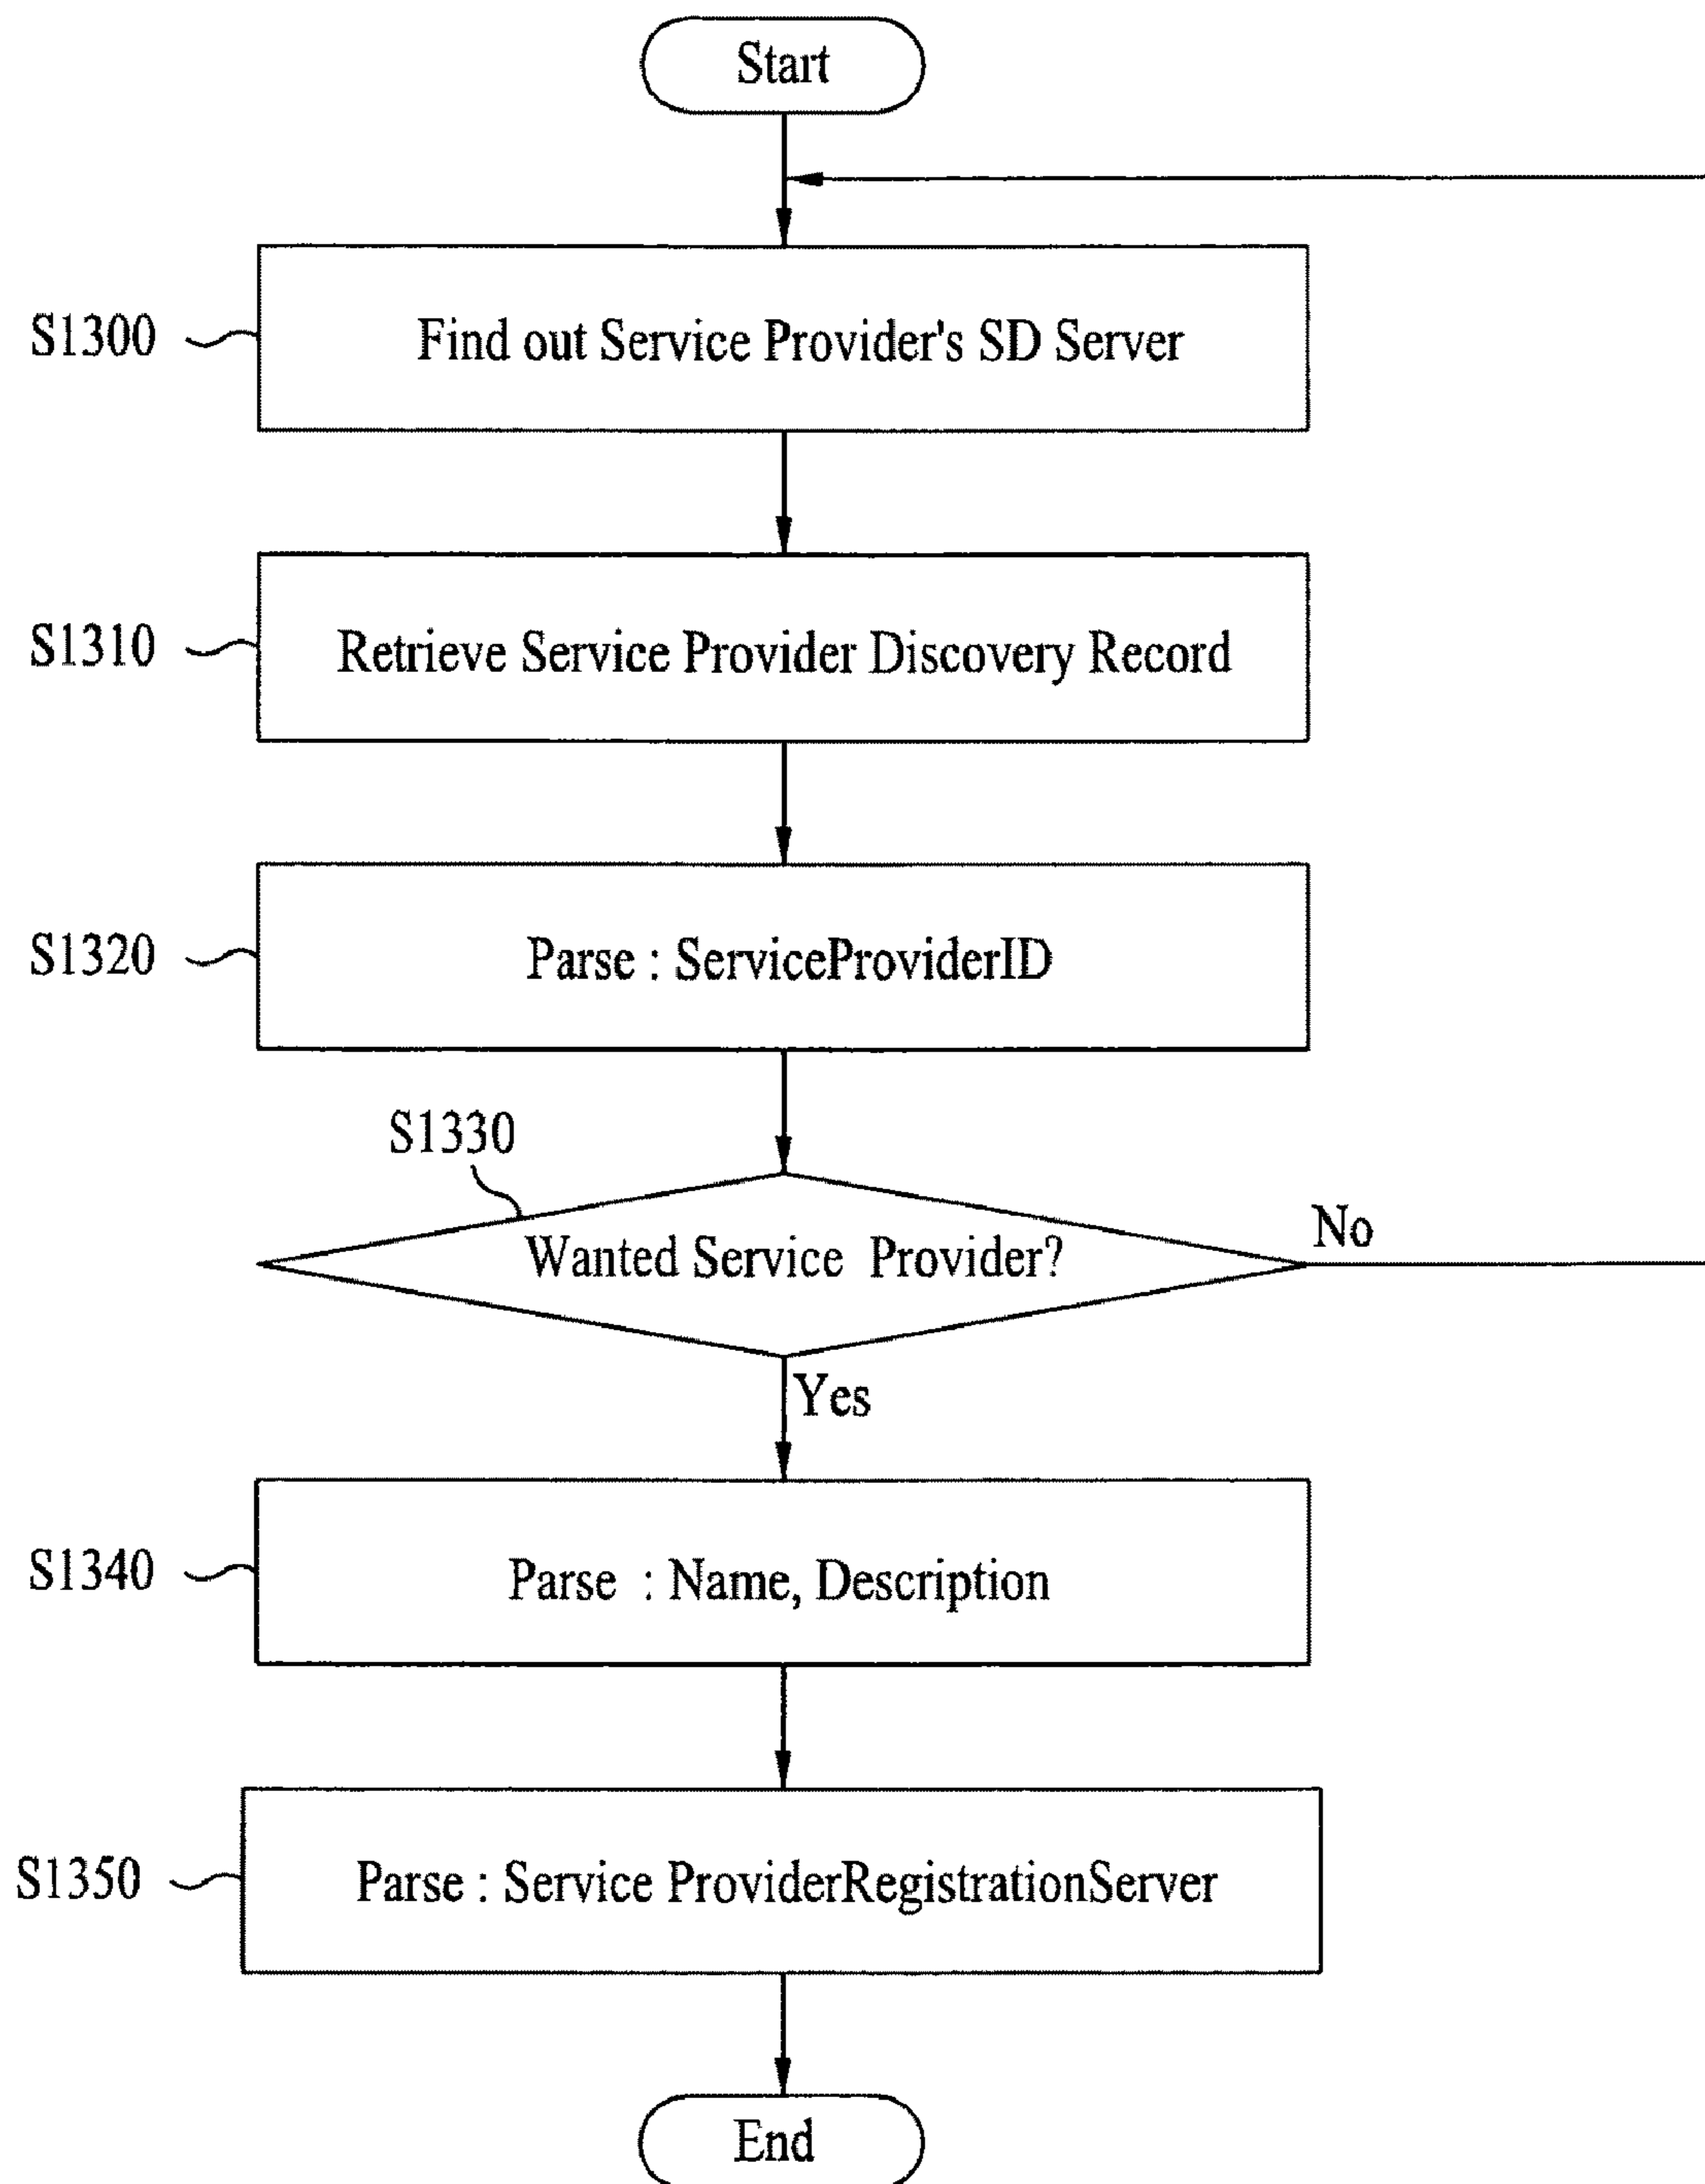 Start
S1300
Find out Service Provider's SD Server
S1310
Retrieve Service Provider Discovery Record
S1320
Parse : ServiceProviderID
S1330
Wanted Service Provider?
No
Yes
S1340
Parse : Name, Description
S1350
Parse : Service ProviderRegistrationServer
End